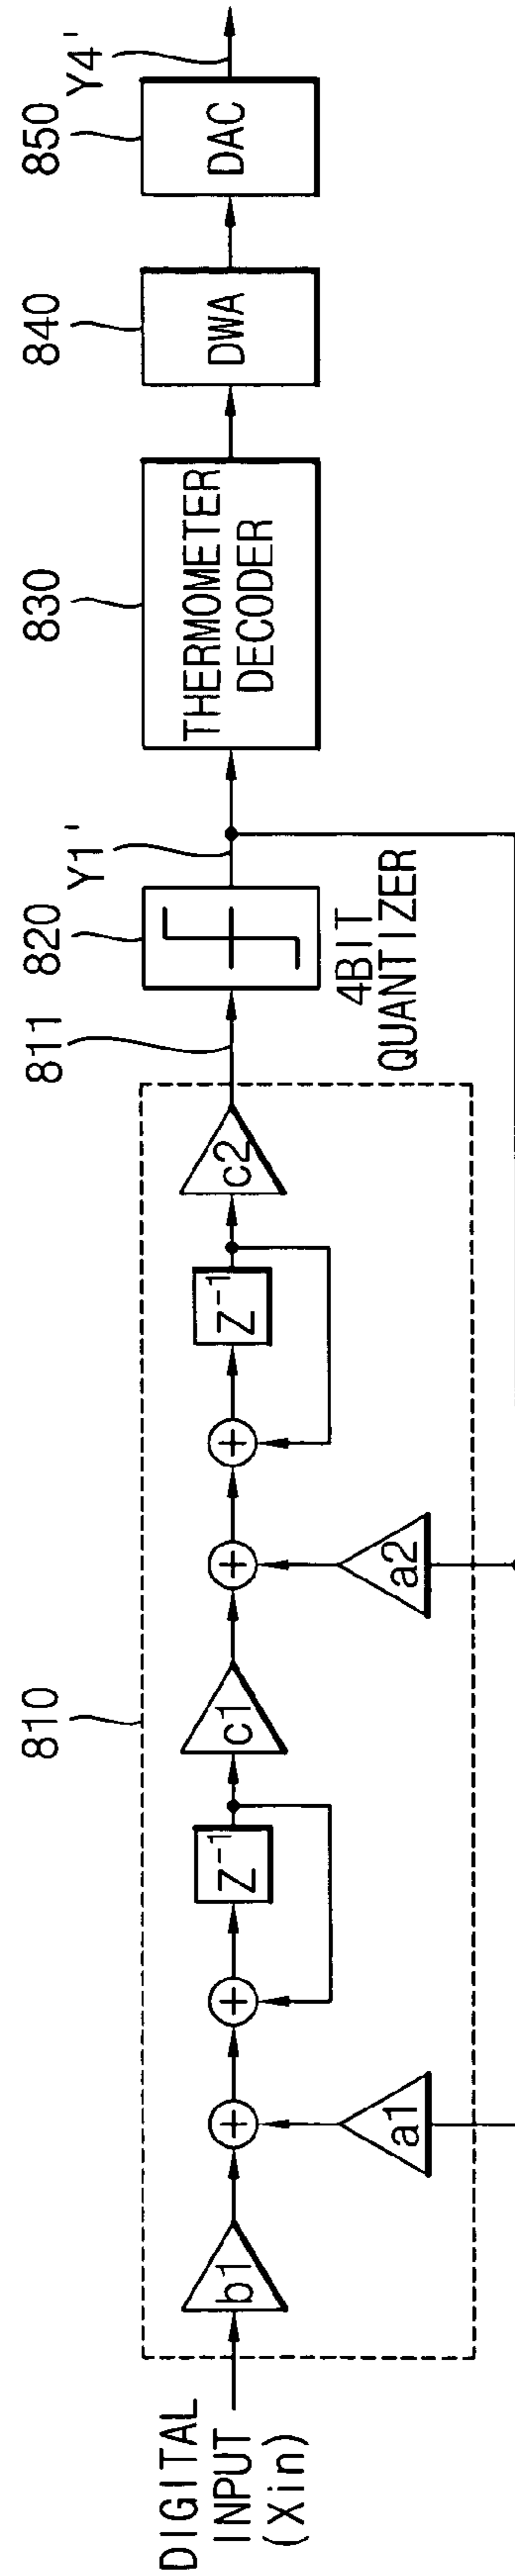 DIGITAL
INPUT
(Xin)
b1
a1
Z⁻¹
c1
a2
Z⁻¹
c2
810
811
820
4BIT
QUANTIZER
Y1'
830
THERMOMETER
DECODER
840
DWA
850
DAC
Y4'